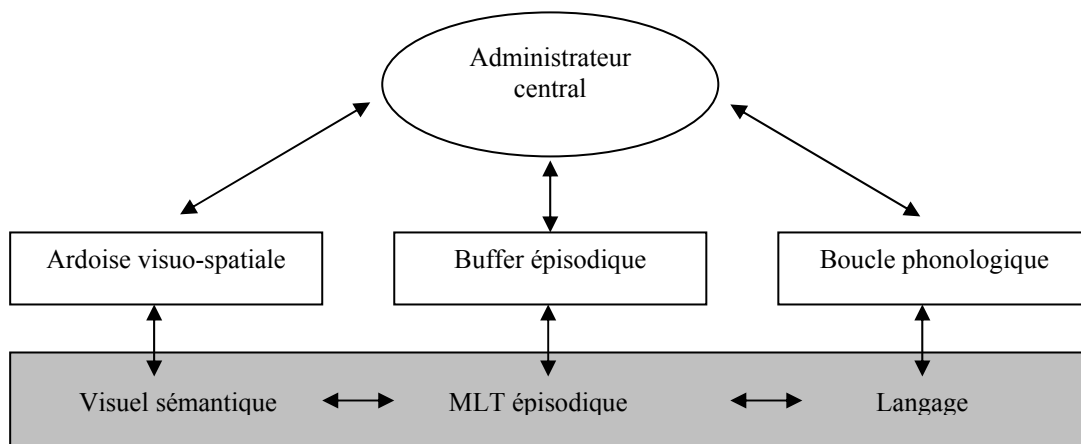 Administrateur
central
Ardoise visuo-spatiale
Buffer épisodique
Boucle phonologique
Visuel sémantique
MLT épisodique
Langage